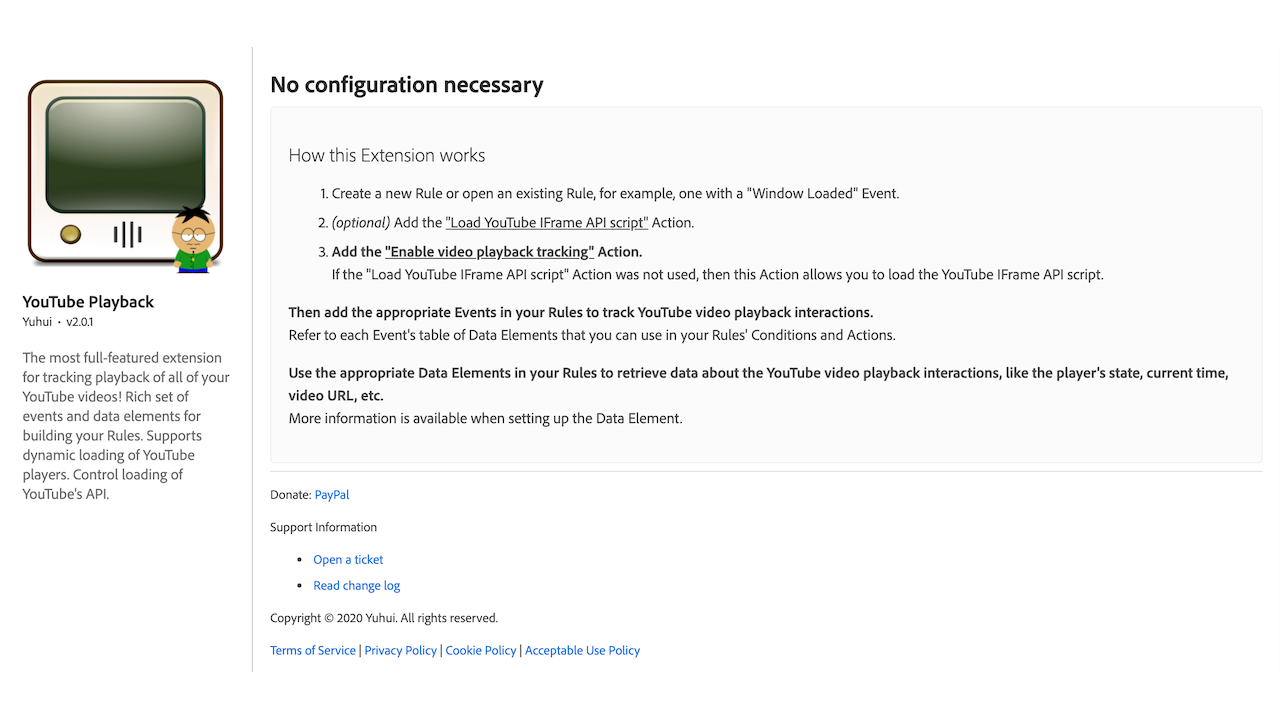 YouTube Playback
Yuhui · v2.0.1
The most full-featured extension
for tracking playback of all of your
YouTube videos! Rich set of
events and data elements for
building your Rules. Supports
dynamic loading of YouTube
players. Control loading of
YouTube's API.
No configuration necessary
How this Extension works
1. Create a new Rule or open an existing Rule, for example, one with a "Window Loaded" Event.
2. (optional) Add the "Load YouTube IFrame API script" Action.
3. Add the "Enable video playback tracking" Action.
If the "Load YouTube IFrame API script" Action was not used, then this Action allows you to load the YouTube IFrame API script.
Then add the appropriate Events in your Rules to track YouTube video playback interactions.
Refer to each Event's table of Data Elements that you can use in your Rules' Conditions and Actions.
Use the appropriate Data Elements in your Rules to retrieve data about the YouTube video playback interactions, like the player's state, current time,
video URL, etc.
More information is available when setting up the Data Element.
Donate: PayPal
Support Information
• Open a ticket
• Read change log
Copyright © 2020 Yuhui. All rights reserved.
Terms of Service | Privacy Policy | Cookie Policy | Acceptable Use Policy